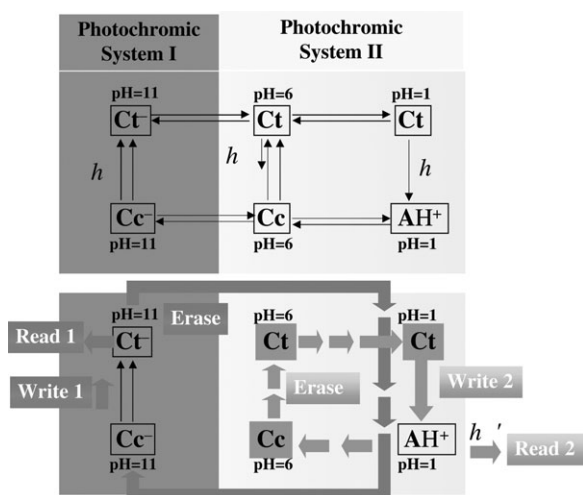 Photochromic Photochromic
System I System II
pH=11 pH=6 pH=1
Ct⁻ Ct Ct
h h h
Cc⁻ Cc AH⁺
pH=11 pH=6 pH=1
pH=11 Erase pH=6 pH=1
Read 1 Ct⁻ Ct Ct
Write 1 Erase Write 2
Cc⁻ Cc AH⁺ h ' Read 2
pH=11 pH=6 pH=1